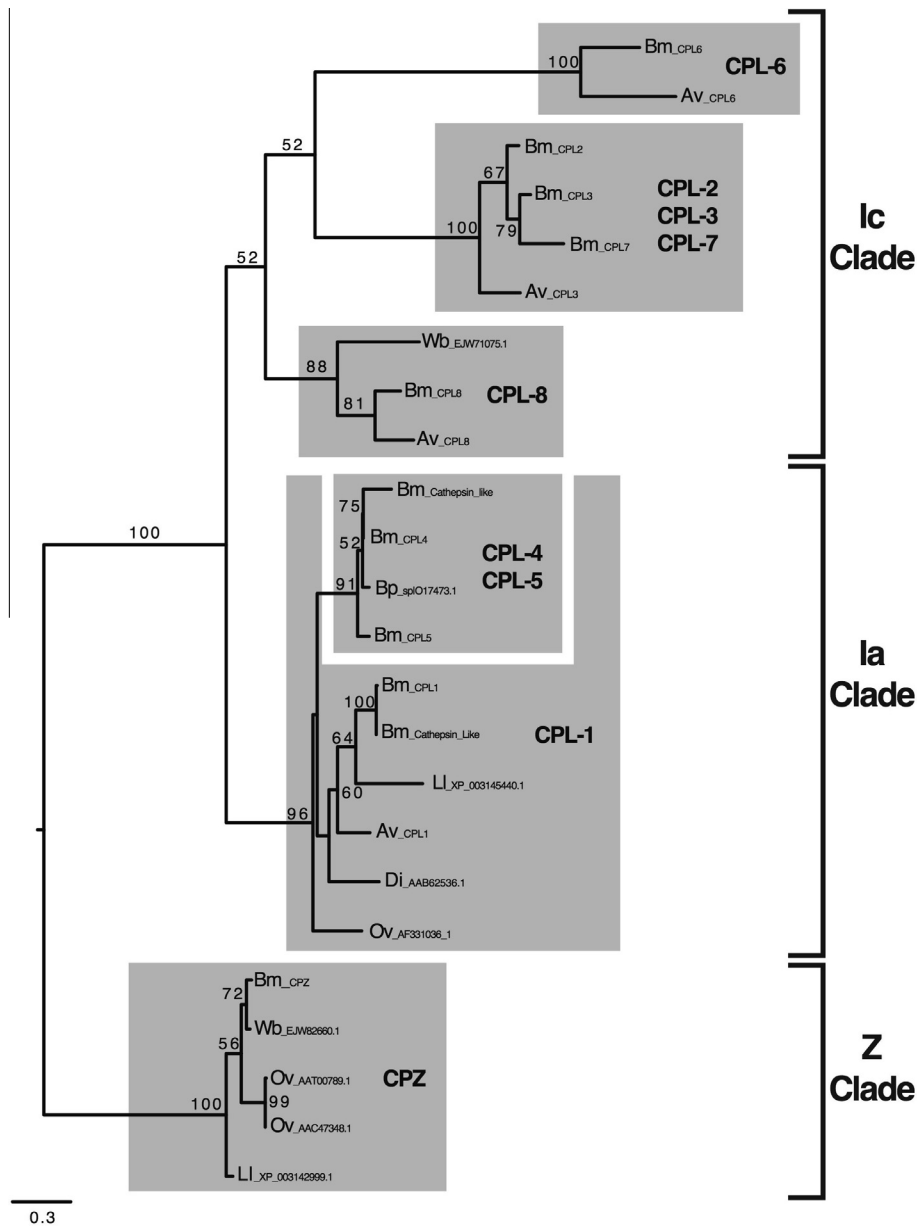 Bm_CPL6
100
CPL-6
Av_CPL6
52
Bm_CPL2
67
Bm_CPL3
CPL-2
CPL-3
CPL-7
100
79
Bm_CPL7
Av_CPL3
Ic
Clade
52
Wb_EJW71075.1
88
Bm_CPL8
CPL-8
81
Av_CPL8
Bm_Cathepsin_like
75
Bm_CPL4
52
CPL-4
CPL-5
91
Bp_splO17473.1
Bm_CPL5
100
Ia
Clade
Bm_CPL1
100
Bm_Cathepsin_Like
CPL-1
64
Ll_XP_003145440.1
60
96
Av_CPL1
Di_AAB62536.1
Ov_AF331036_1
Bm_CPZ
72
Wb_EJW82660.1
56
Ov_AAT00789.1
CPZ
Z
Clade
100
99
Ov_AAC47348.1
Ll_XP_003142999.1
0.3